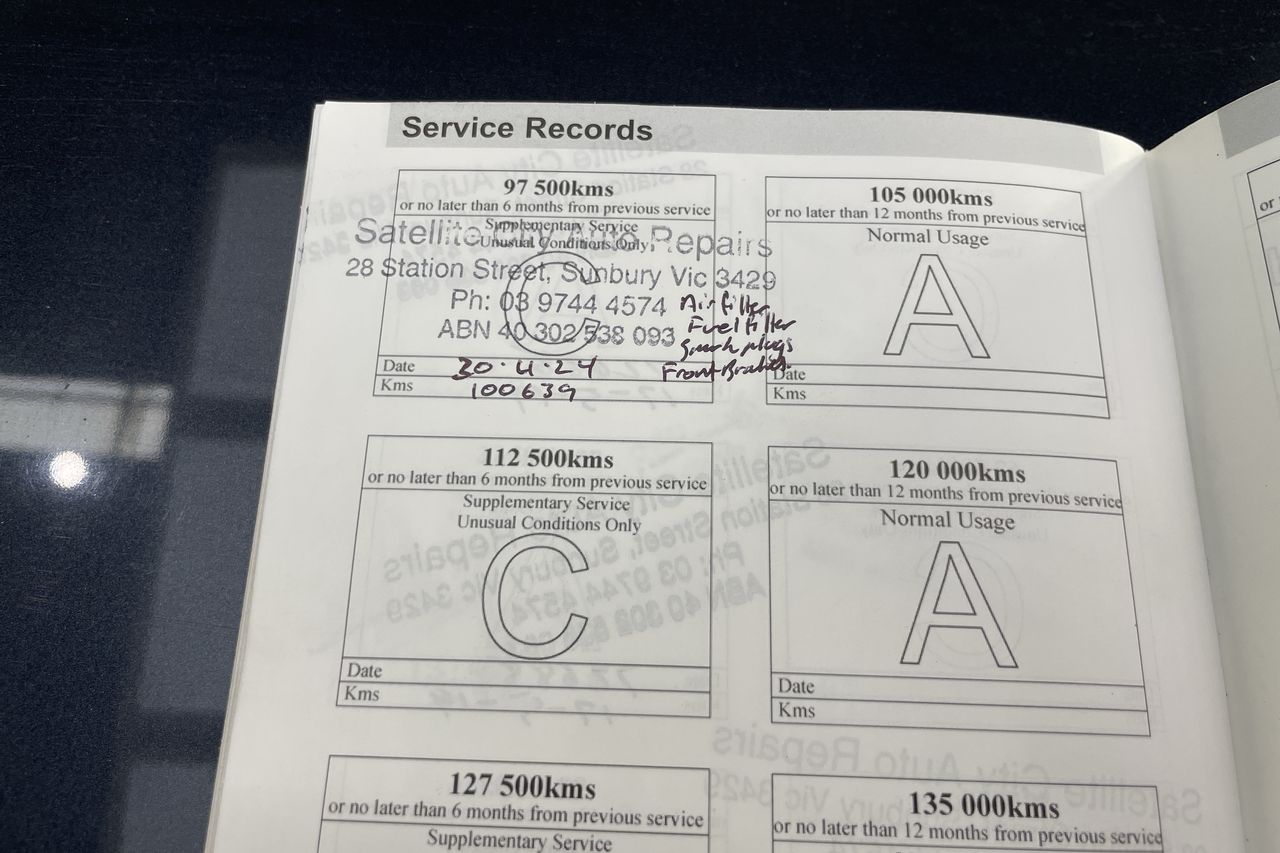 Service Records
97 500kms
or no later than 6 months from previous service
Supplementary Service
Unusual Conditions Only
Satellite City Auto Repairs
28 Station Street, Sunbury Vic 3429
Ph: 03 9744 4574
ABN 40 302 538 093
C
Air filter
Fuel filter
plugs
Front Brakes
Date 30.4.24
Kms 100639
105 000kms
or no later than 12 months from previous service
Normal Usage
A
Date
Kms
112 500kms
or no later than 6 months from previous service
Supplementary Service
Unusual Conditions Only
C
Date
Kms
120 000kms
or no later than 12 months from previous service
Normal Usage
A
Date
Kms
127 500kms
or no later than 6 months from previous service
Supplementary Service
135 000kms
or no later than 12 months from previous service
or